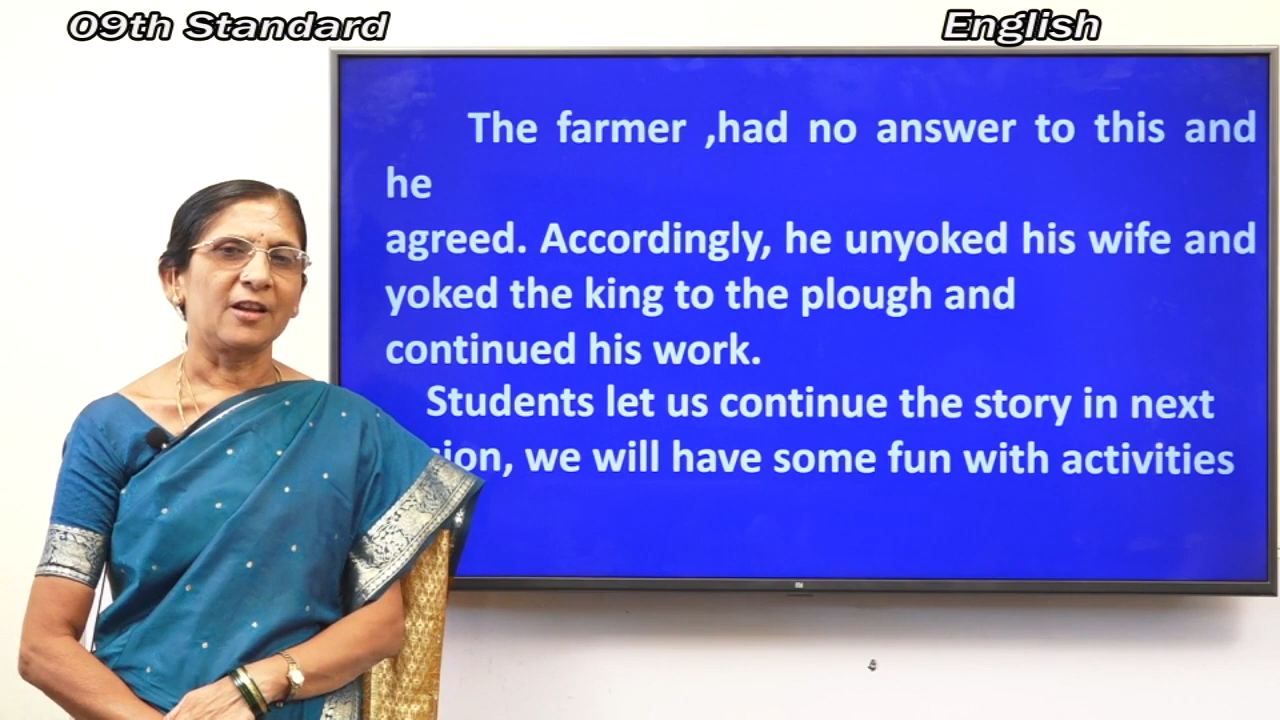 09th Standard
English
The farmer ,had no answer to this and
he
agreed. Accordingly, he unyoked his wife and
yoked the king to the plough and
continued his work.
Students let us continue the story in next
we will have some fun with activities